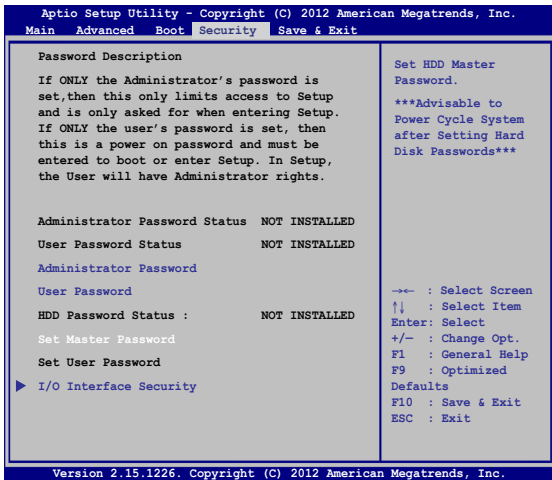 Aptio Setup Utility - Copyright (C) 2012 American Megatrends, Inc.
Main Advanced Boot Security Save & Exit
Password Description
If ONLY the Administrator's password is
set,then this only limits access to Setup
and is only asked for when entering Setup.
If ONLY the user's password is set, then
this is a power on password and must be
entered to boot or enter Setup. In Setup,
the User will have Administrator rights.
Administrator Password Status NOT INSTALLED
User Password Status NOT INSTALLED
Administrator Password
User Password
HDD Password Status : NOT INSTALLED
Set Master Password
Set User Password
I/O Interface Security
Set HDD Master
Password.
***Advisable to
Power Cycle System
after Setting Hard
Disk Passwords***
→← : Select Screen
↑↓ : Select Item
Enter: Select
+/— : Change Opt.
F1 : General Help
F9 : Optimized
Defaults
F10 : Save & Exit
ESC : Exit
Version 2.15.1226. Copyright (C) 2012 American Megatrends, Inc.